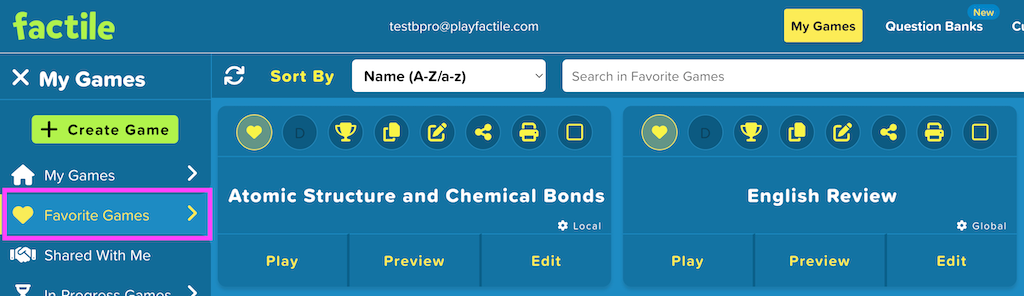 factile
testbpro@playfactile.com
My Games
Question Banks
New
My Games
Sort By
Name (A-Z/a-z)
Search in Favorite Games
Create Game
My Games
Favorite Games
Shared With Me
In Progress Games
D
Atomic Structure and Chemical Bonds
Local
Play
Preview
Edit
D
English Review
Global
Play
Preview
Edit